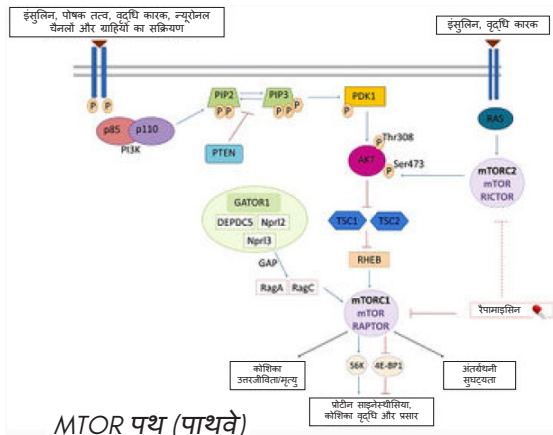 इंसुलिन, पोषक तत्व, वृद्धि कारक, न्यूरोनल
चैनलों और ग्राहियों का सक्रियण
इंसुलिन, वृद्धि कारक
P P
P P
PIP2
P P
PIP3
P P P
PDK1
P
p85
p110
PI3K
PTEN
RAS
P Thr308
AKT
P Ser473
mTORC2
mTOR
RICTOR
GATOR1
DEPDC5 Nprl2
Nprl3
TSC1
TSC2
GAP
RHEB
RagA RagC
mTORC1
mTOR
RAPTOR
रैपामाइसिन
कोशिका
उत्तरजीविता/मृत्यु
S6K
4E-BP1
अंतर्ग्रथनी
सुघट्यता
प्रोटीन साइनेस्थीसिया,
कोशिका वृद्धि और प्रसार
MTOR पथ (पाथवे)